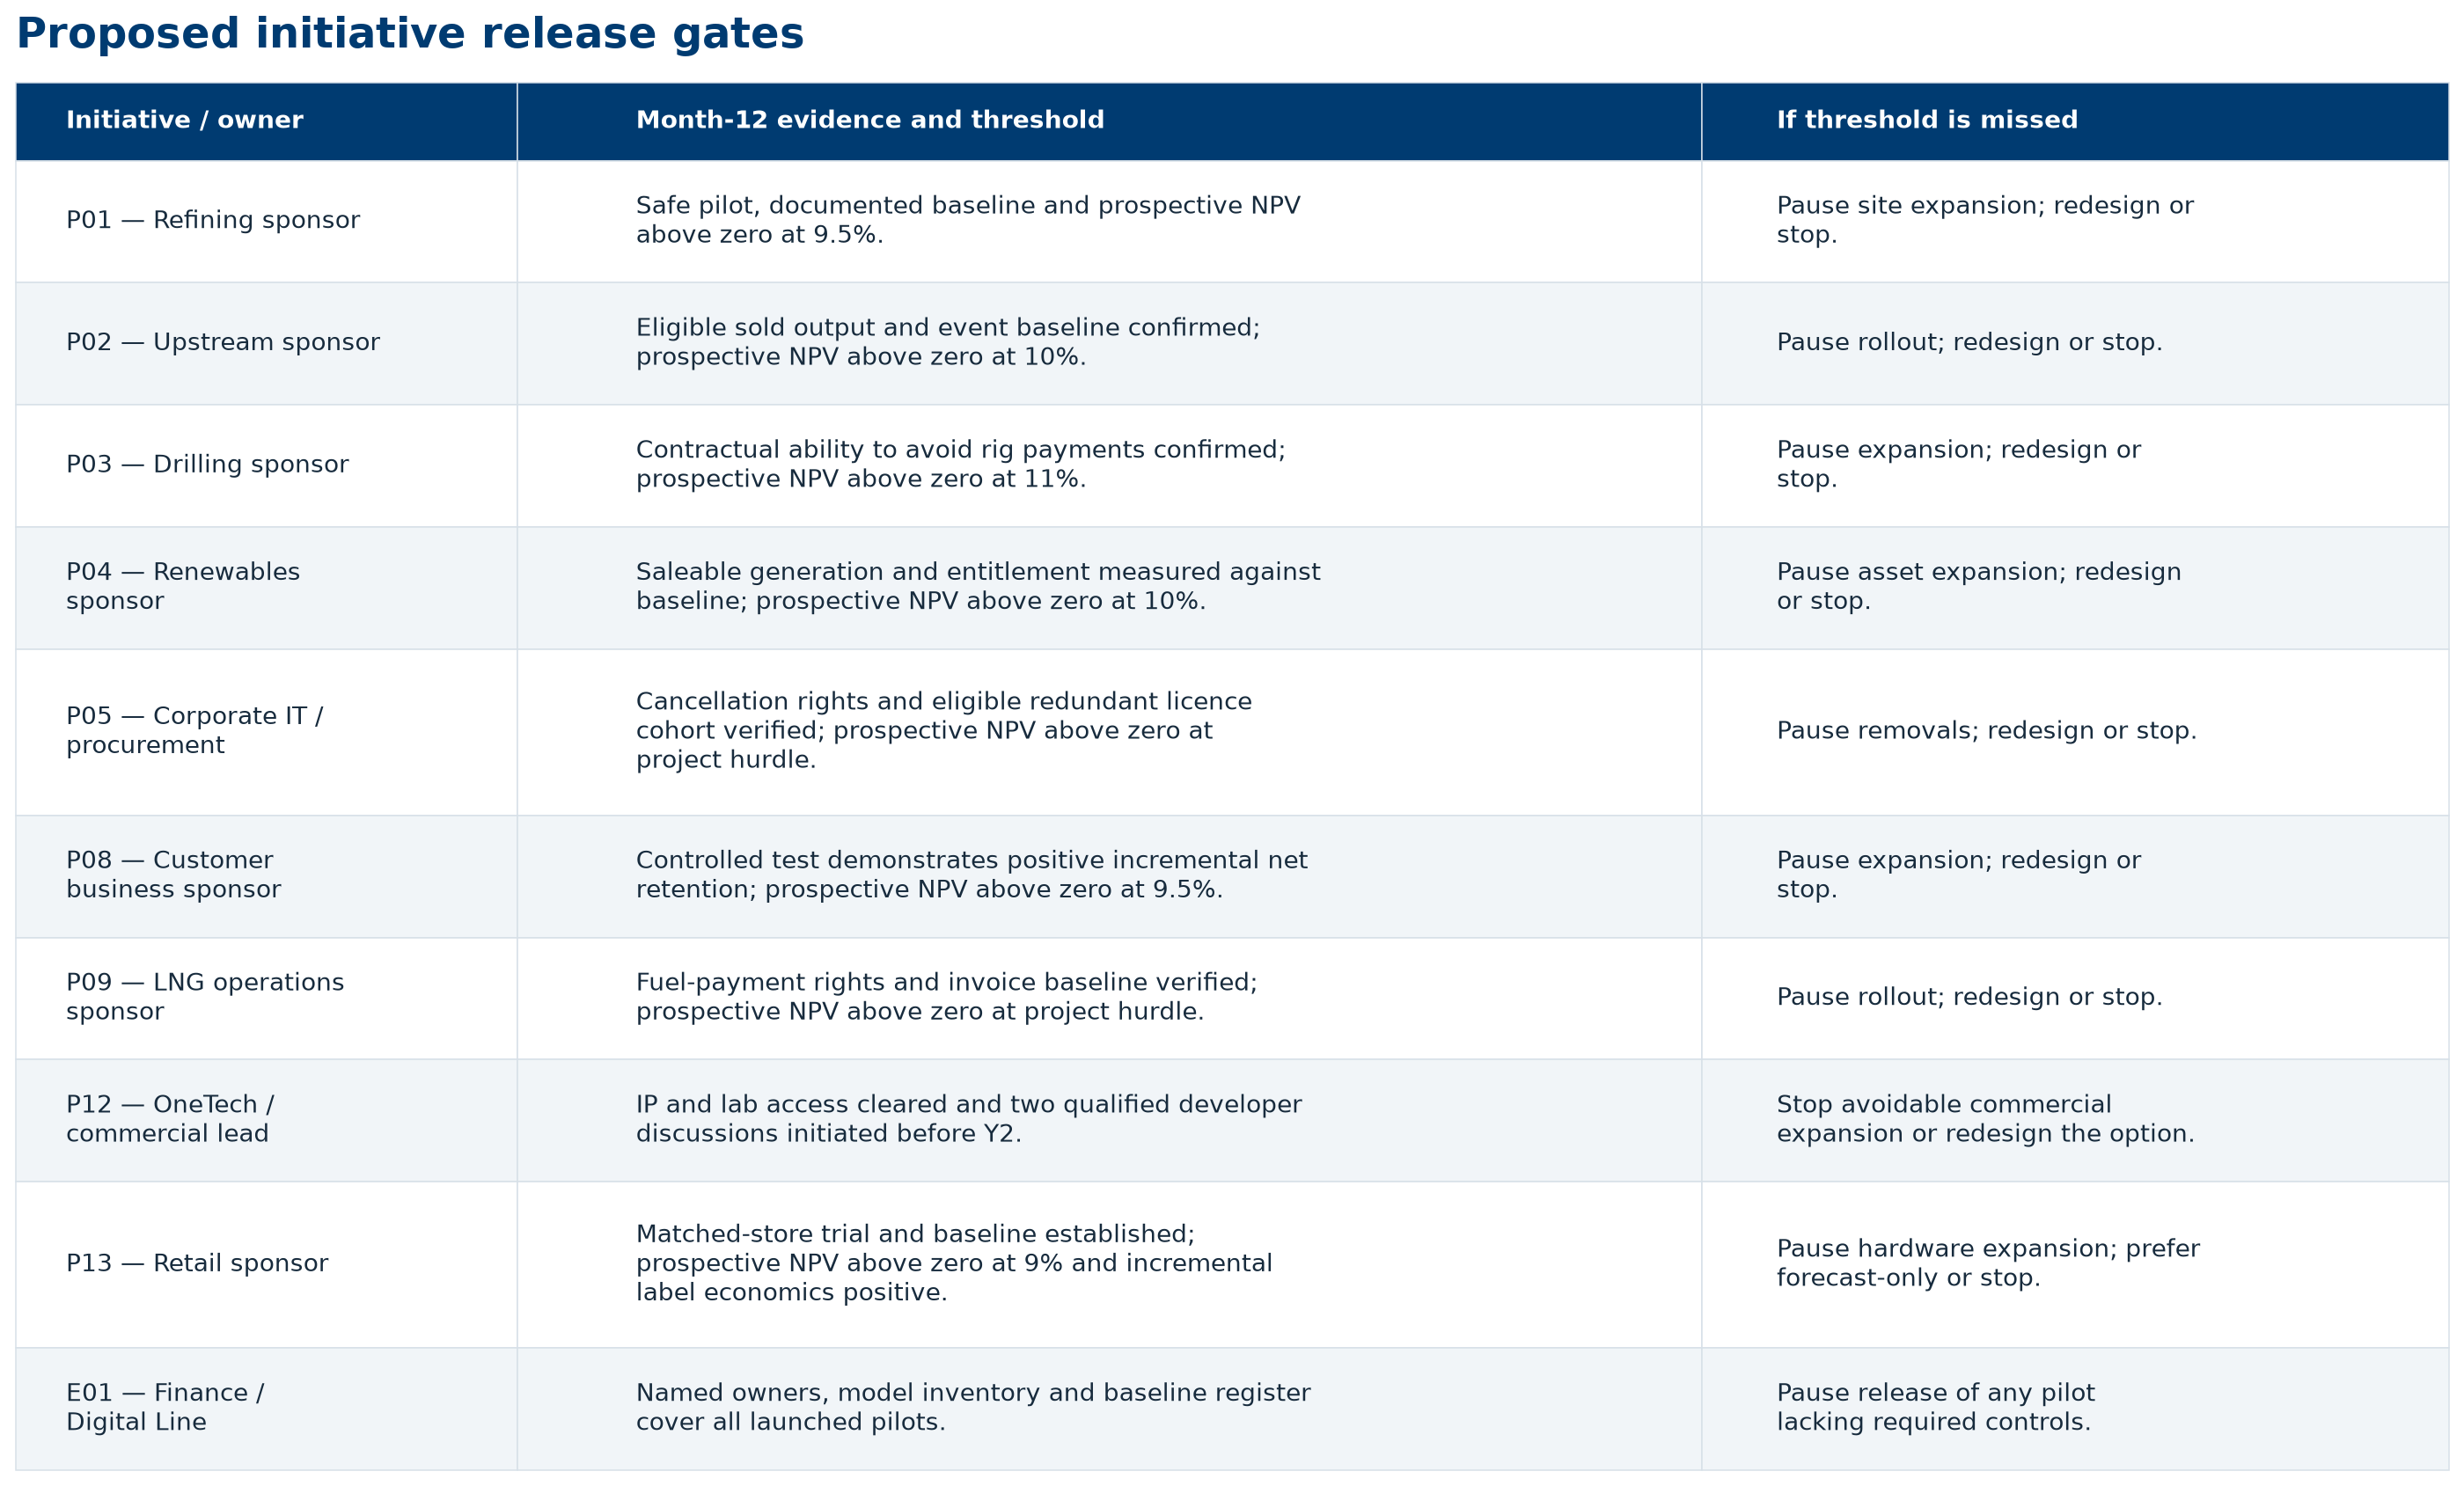 Proposed initiative release gates
Initiative / owner
Month-12 evidence and threshold
If threshold is missed
P01 — Refining sponsor
Safe pilot, documented baseline and prospective NPV
above zero at 9.5%.
Pause site expansion; redesign or
stop.
P02 — Upstream sponsor
Eligible sold output and event baseline confirmed;
prospective NPV above zero at 10%.
Pause rollout; redesign or stop.
P03 — Drilling sponsor
Contractual ability to avoid rig payments confirmed;
prospective NPV above zero at 11%.
Pause expansion; redesign or
stop.
P04 — Renewables
sponsor
Saleable generation and entitlement measured against
baseline; prospective NPV above zero at 10%.
Pause asset expansion; redesign
or stop.
P05 — Corporate IT /
procurement
Cancellation rights and eligible redundant licence
cohort verified; prospective NPV above zero at
project hurdle.
Pause removals; redesign or stop.
P08 — Customer
business sponsor
Controlled test demonstrates positive incremental net
retention; prospective NPV above zero at 9.5%.
Pause expansion; redesign or
stop.
P09 — LNG operations
sponsor
Fuel-payment rights and invoice baseline verified;
prospective NPV above zero at project hurdle.
Pause rollout; redesign or stop.
P12 — OneTech /
commercial lead
IP and lab access cleared and two qualified developer
discussions initiated before Y2.
Stop avoidable commercial
expansion or redesign the option.
P13 — Retail sponsor
Matched-store trial and baseline established;
prospective NPV above zero at 9% and incremental
label economics positive.
Pause hardware expansion; prefer
forecast-only or stop.
E01 — Finance /
Digital Line
Named owners, model inventory and baseline register
cover all launched pilots.
Pause release of any pilot
lacking required controls.